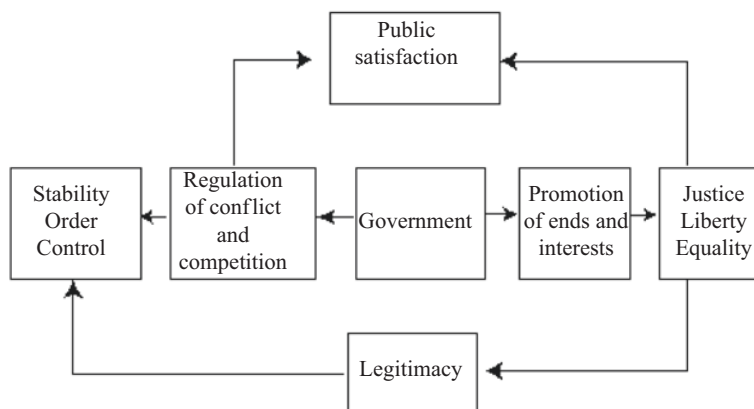 Public
satisfaction
Stability
Order
Control
Regulation
of conflict
and
competition
Government
Promotion
of ends and
interests
Justice
Liberty
Equality
Legitimacy